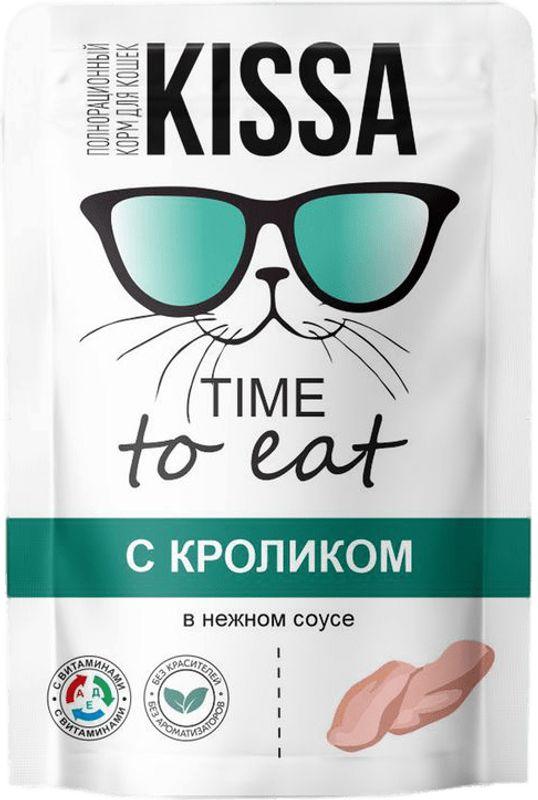 ПОЛНОРАЦИОННЫЙ
КОРМ ДЛЯ КОШЕК
KISSA
TIME
to eat
С КРОЛИКОМ
в нежном соусе
С ВИТАМИНАМИ
А Д Е
С ВИТАМИНАМИ
БЕЗ КРАСИТЕЛЕЙ
БЕЗ АРОМАТИЗАТОРОВ